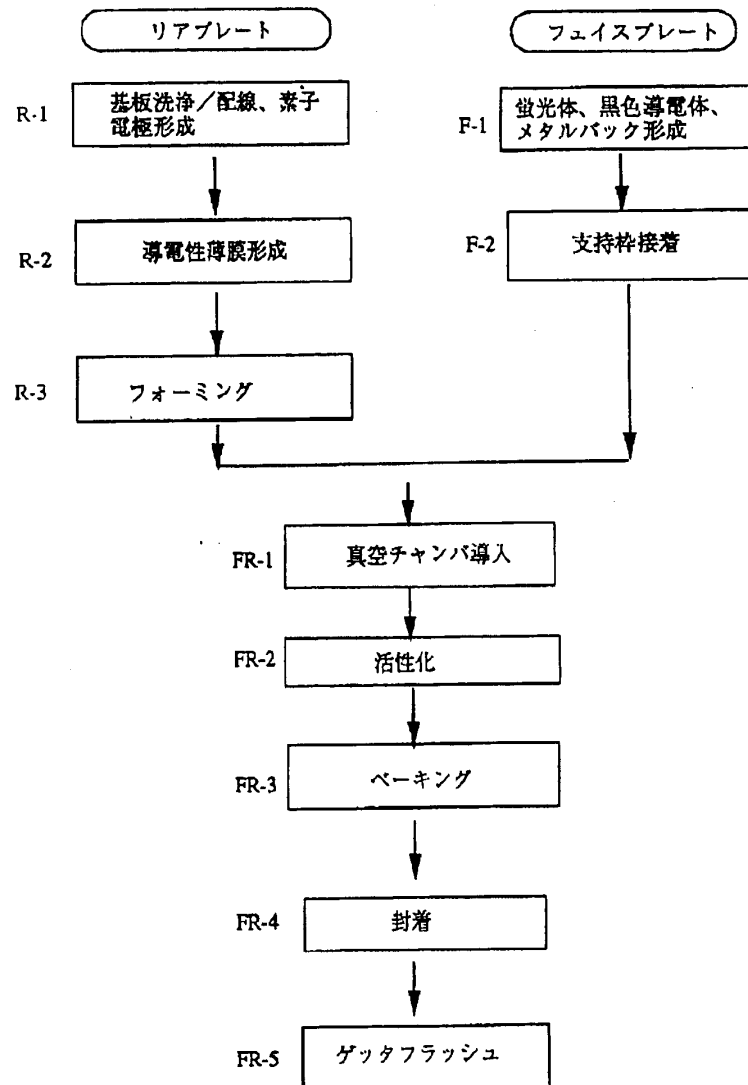 リアプレート
フェイスプレート
R-1
基板洗浄／配線、素子
電極形成
F-1
蛍光体、黒色導電体、
メタルバック形成
R-2
導電性薄膜形成
F-2
支持枠接着
R-3
フォーミング
FR-1
真空チャンバ導入
FR-2
活性化
FR-3
ベーキング
FR-4
封着
FR-5
ゲッタフラッシュ